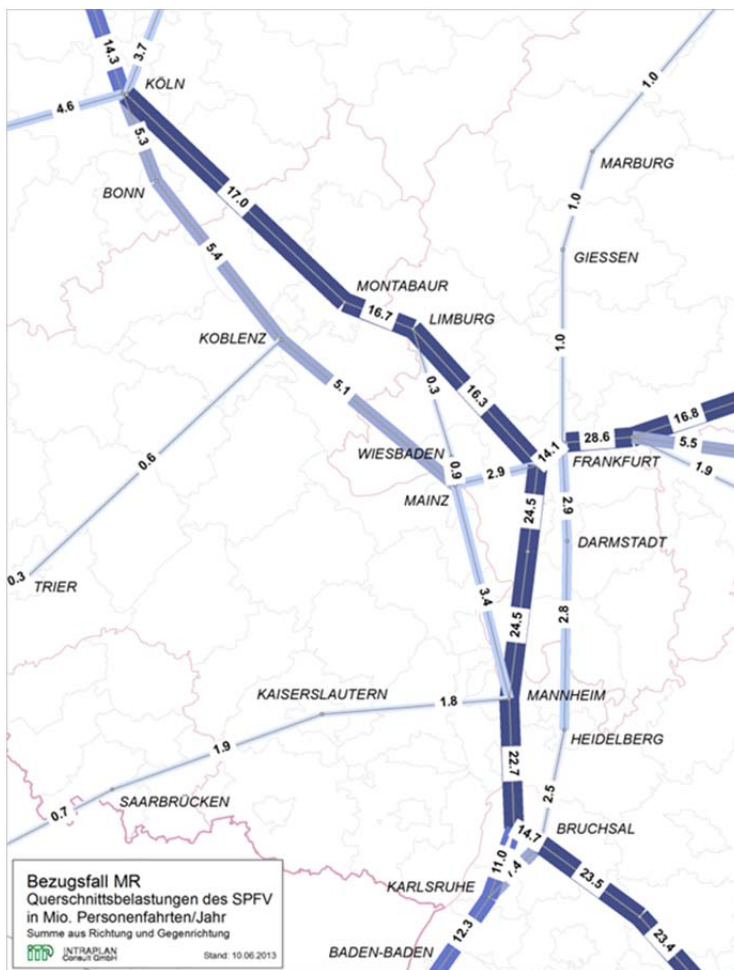 14.3
3.7
KÖLN
4.6
1.0
5.3
MARBURG
BONN
17.0
1.0
5.4
GIESSEN
MONTABAUR
16.7
LIMBURG
KOBLENZ
1.0
0.3
16.3
5.1
16.8
WIESBADEN
14.1
28.6
5.5
0.6
0.9
2.9
FRANKFURT
1.9
MAINZ
24.5
2.9
DARMSTADT
0.3
TRIER
3.4
2.8
24.5
KAISERSLAUTERN
1.8
MANNHEIM
1.9
22.7
HEIDELBERG
0.7
SAARBRÜCKEN
2.5
14.7
BRUCHSAL
11.0
KARLSRUHE
23.5
12.3
BADEN-BADEN
23.4
Bezugsfall MR
Querschnittsbelastungen des SPFV
in Mio. Personenfahrten/Jahr
Summe aus Richtung und Gegenrichtung
INTRAPLAN
Consult GmbH
Stand: 10.06.2013